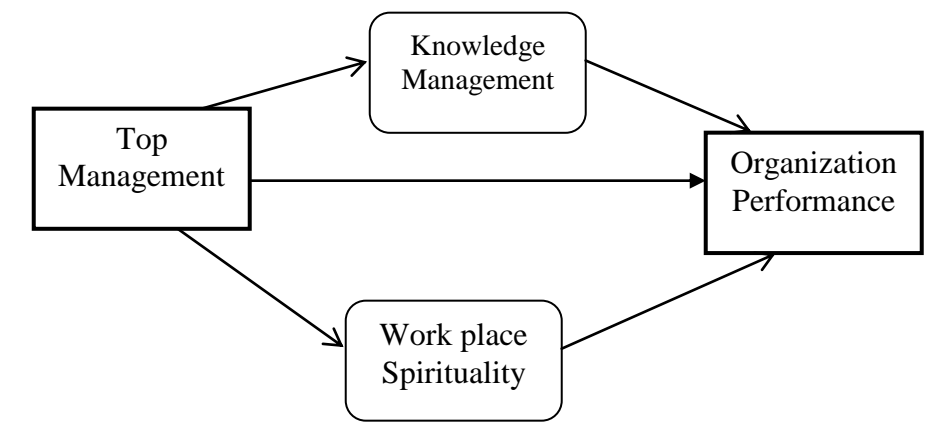 Knowledge
Management
Top
Management
Organization
Performance
Work place
Spirituality